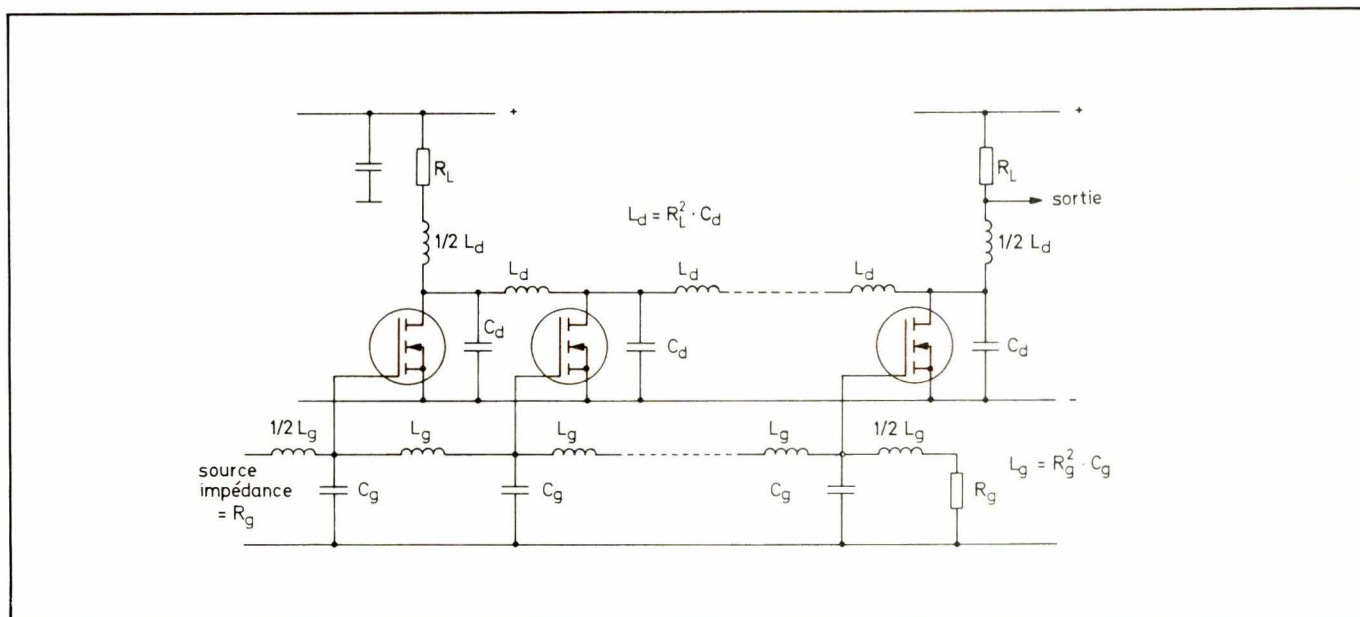 +
+
R_L
R_L
sortie
L_d = R_L^2 · C_d
1/2 L_d
1/2 L_d
L_d
L_d
L_d
C_d
C_d
C_d
-
1/2 L_g
L_g
L_g
L_g
1/2 L_g
source
impédance
= R_g
C_g
C_g
C_g
R_g
L_g = R_g^2 · C_g